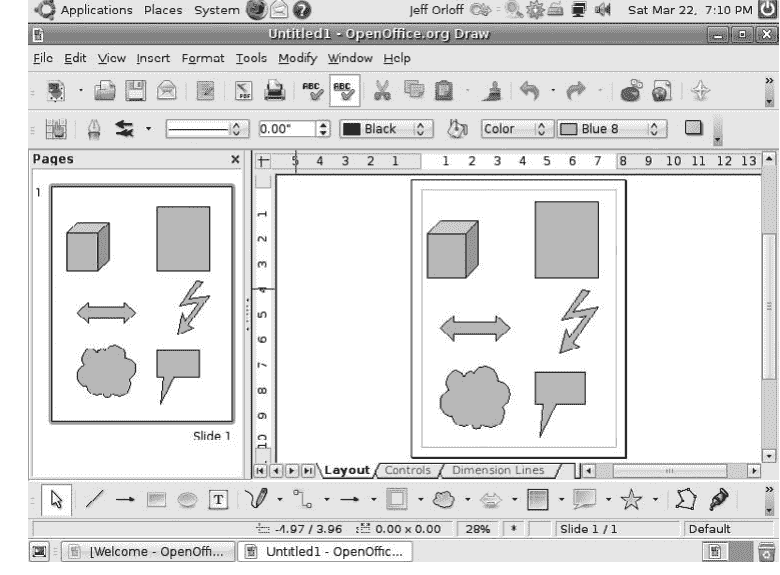 Applications Places System Jeff Orloff Sat Mar 22, 7:10 PM
Untitled1 - OpenOffice.org Draw
File Edit View Insert Format Tools Modify Window Help
ABC ABC
0.00" Black Color Blue 8
Pages
5 4 3 2 1 1 2 3 4 5 6 7 8 9 10 11 12 13
1
1
2
3
4
5
6
7
8
9
10
Slide 1
Layout Controls Dimension Lines
T
-4.97 / 3.96 0.00 x 0.00 28% * Slide 1 / 1 Default
[Welcome - OpenOffi... Untitled1 - OpenOffic...